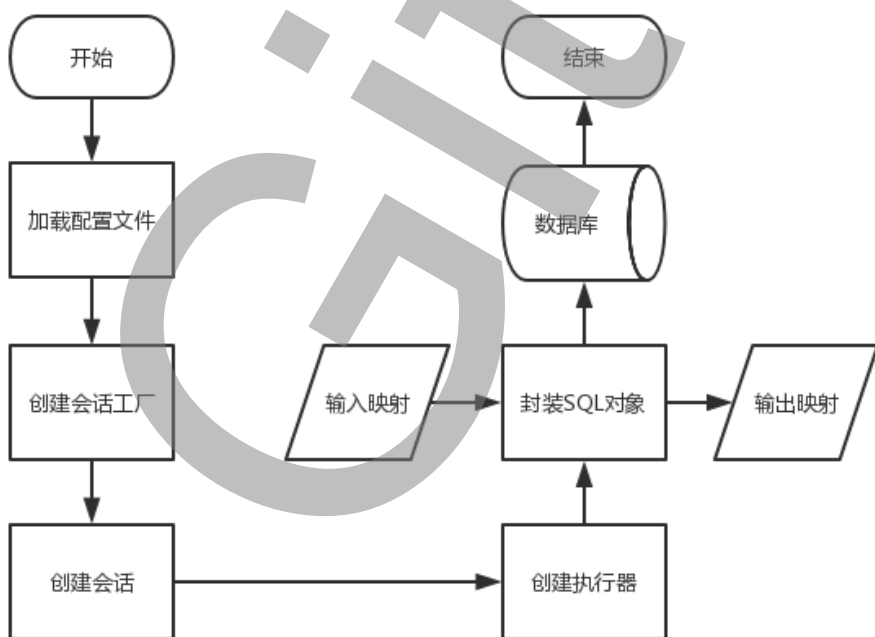 开始
结束
加载配置文件
数据库
创建会话工厂
输入映射
封装SQL对象
输出映射
创建会话
创建执行器